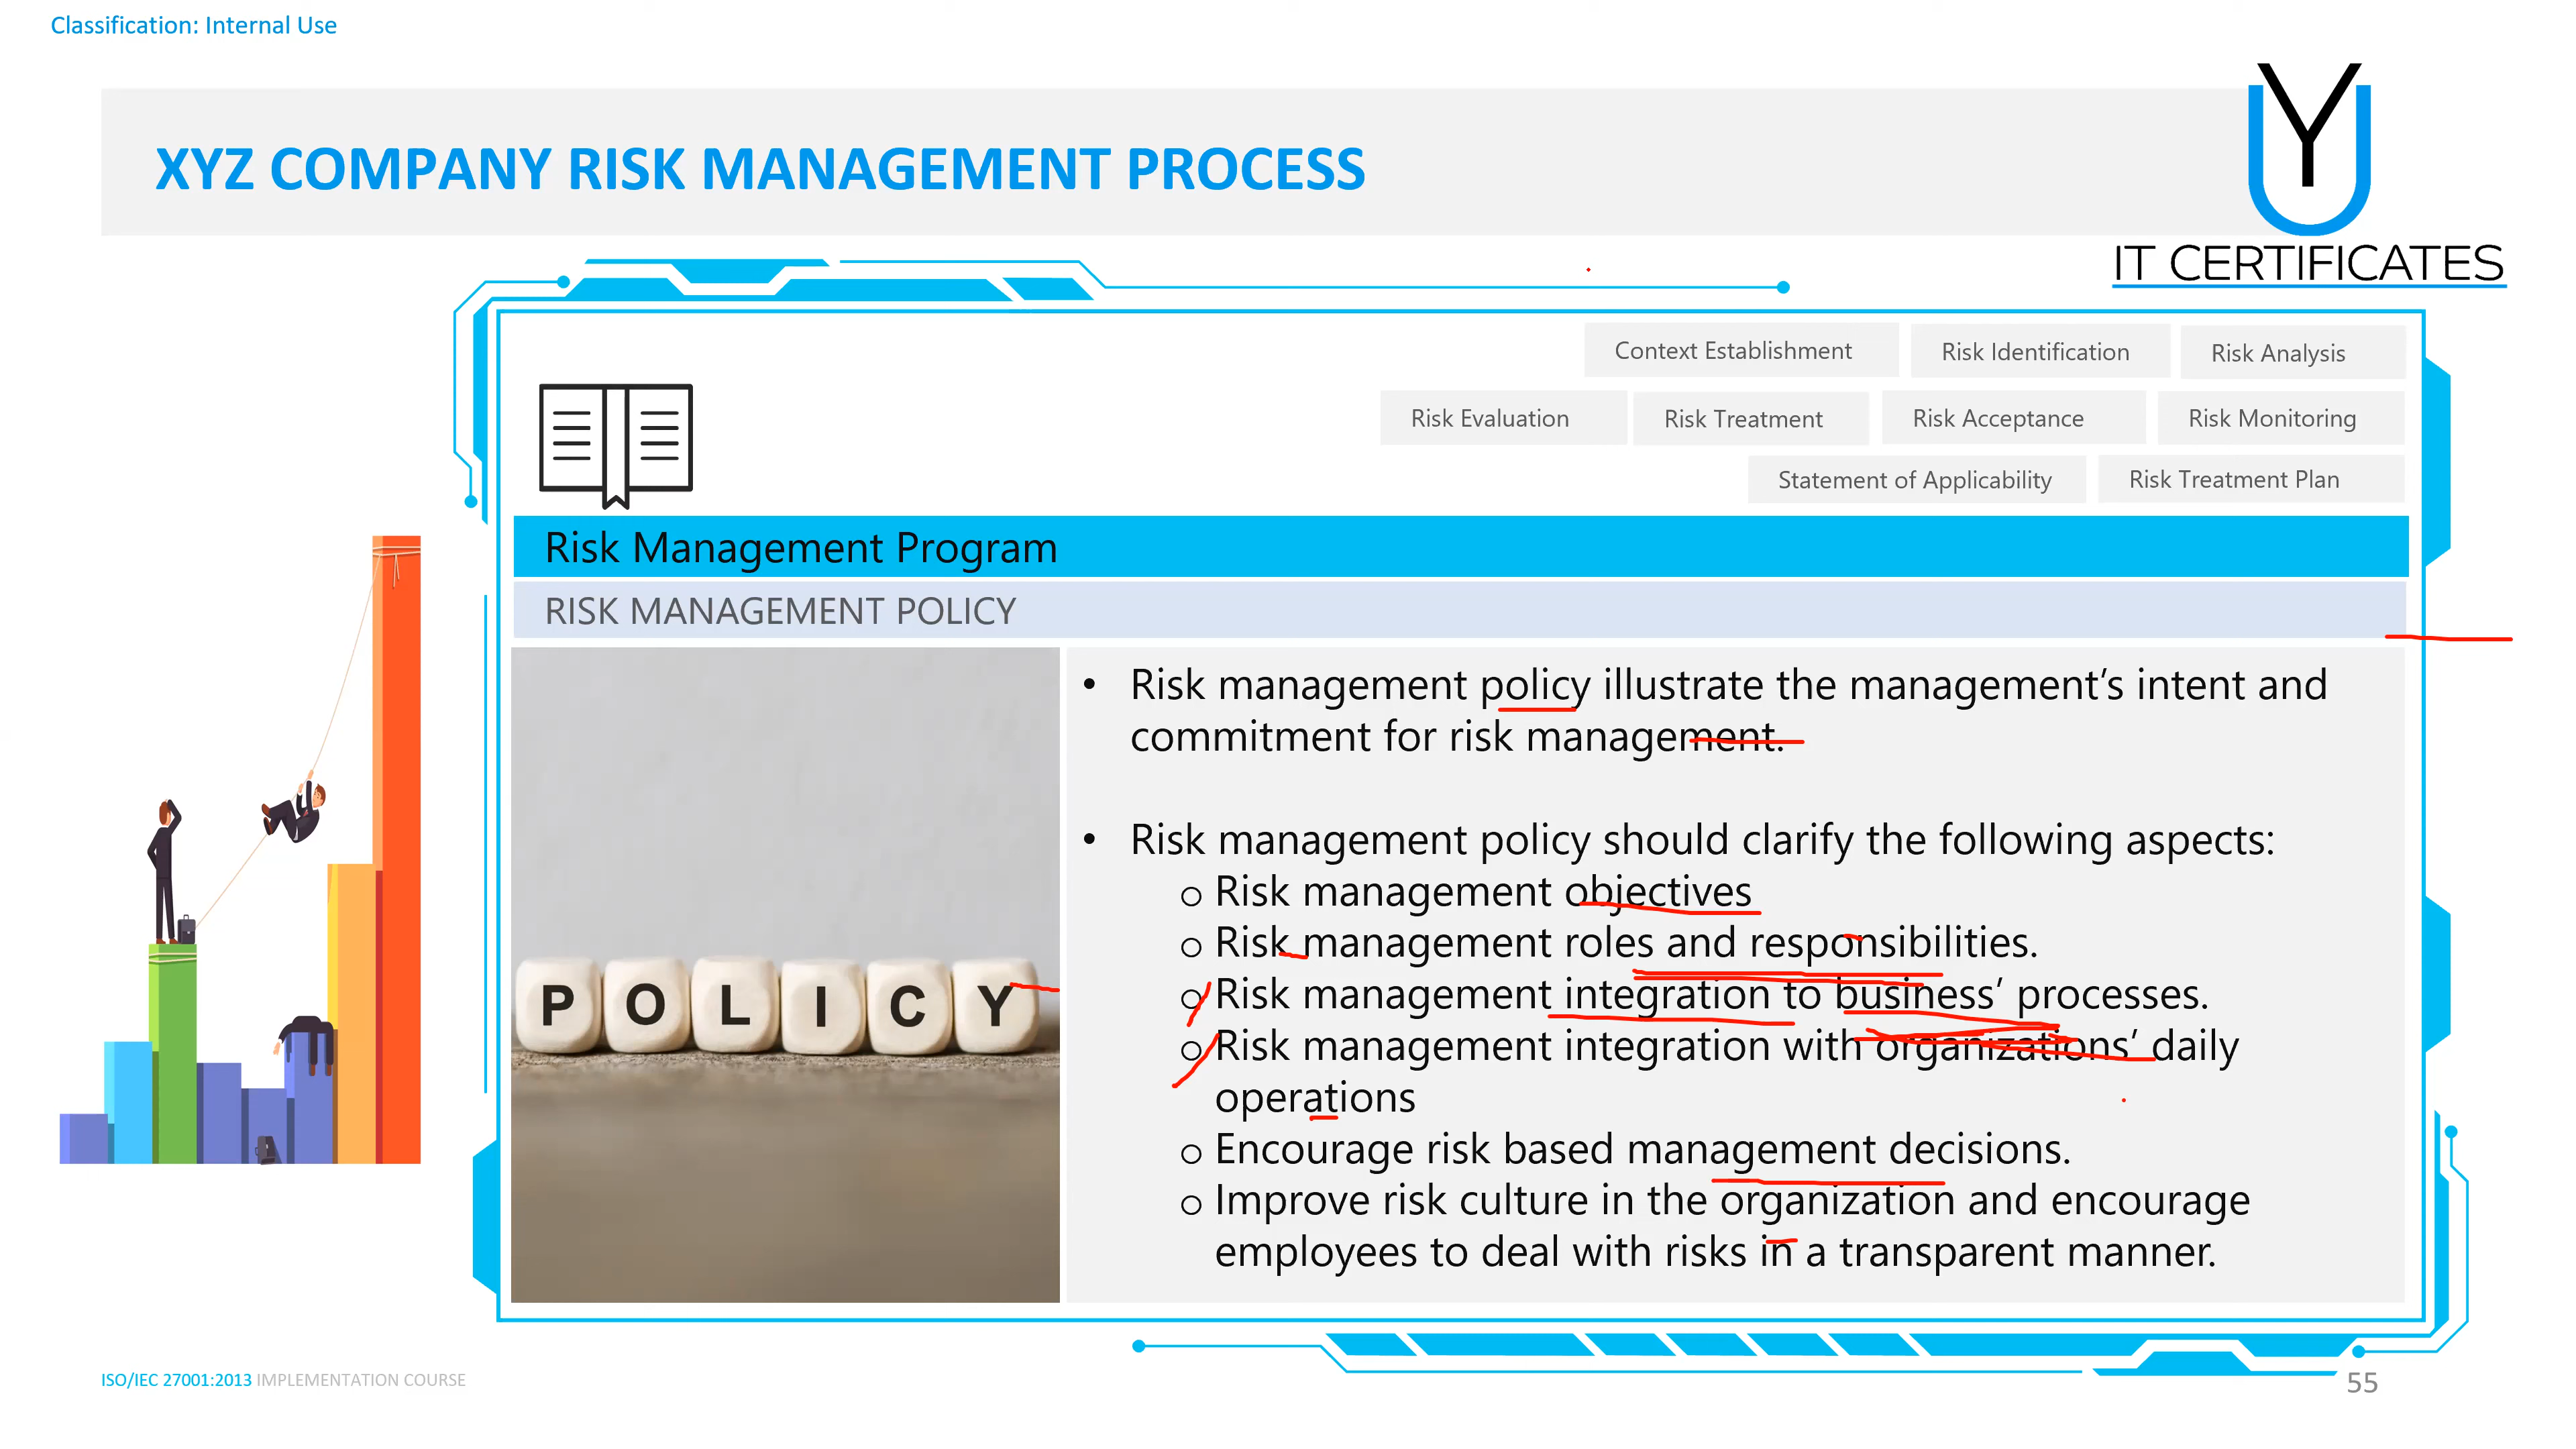 Classification: Internal Use
XYZ COMPANY RISK MANAGEMENT PROCESS
YU
IT CERTIFICATES
Context Establishment
Risk Identification
Risk Analysis
Risk Evaluation
Risk Treatment
Risk Acceptance
Risk Monitoring
Statement of Applicability
Risk Treatment Plan
Risk Management Program
RISK MANAGEMENT POLICY
POLICY
• Risk management policy illustrate the management’s intent and
commitment for risk management.
• Risk management policy should clarify the following aspects:
o Risk management objectives
o Risk management roles and responsibilities.
o Risk management integration to business’ processes.
o Risk management integration with organizations’ daily
operations
o Encourage risk based management decisions.
o Improve risk culture in the organization and encourage
employees to deal with risks in a transparent manner.
ISO/IEC 27001:2013 IMPLEMENTATION COURSE
55